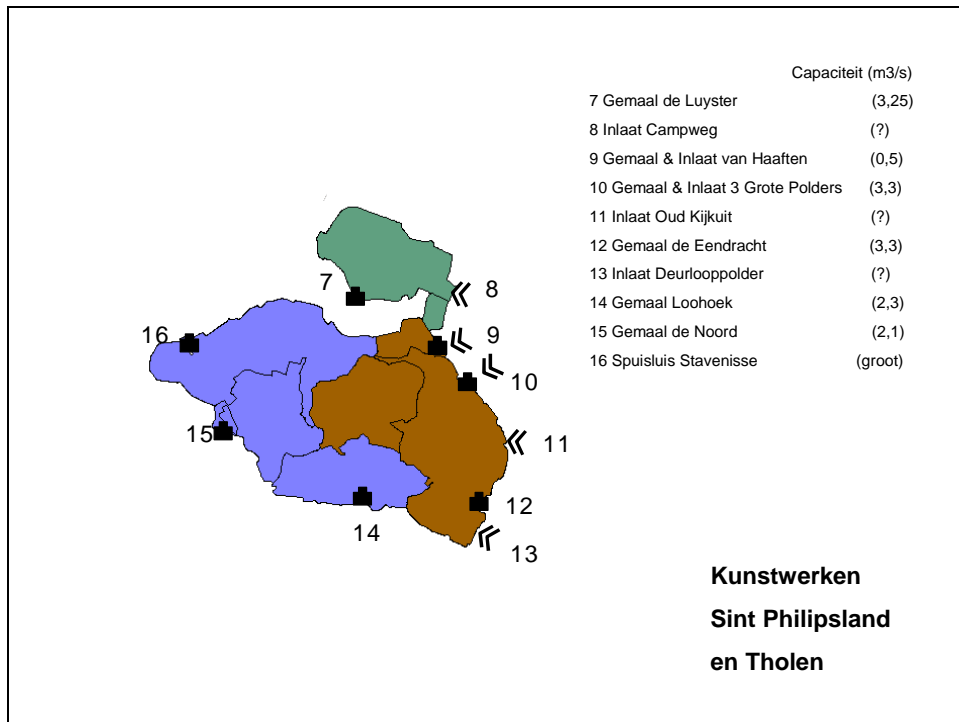 Capaciteit (m3/s)
7 Gemaal de Luyster (3,25)
8 Inlaat Campweg (?)
9 Gemaal & Inlaat van Haaften (0,5)
10 Gemaal & Inlaat 3 Grote Polders (3,3)
11 Inlaat Oud Kijkuit (?)
12 Gemaal de Eendracht (3,3)
13 Inlaat Deurlooppolder (?)
14 Gemaal Loohoek (2,3)
15 Gemaal de Noord (2,1)
16 Spuisluis Stavenisse (groot)
7
8
16
9
10
15
11
12
14
13
Kunstwerken
Sint Philipsland
en Tholen